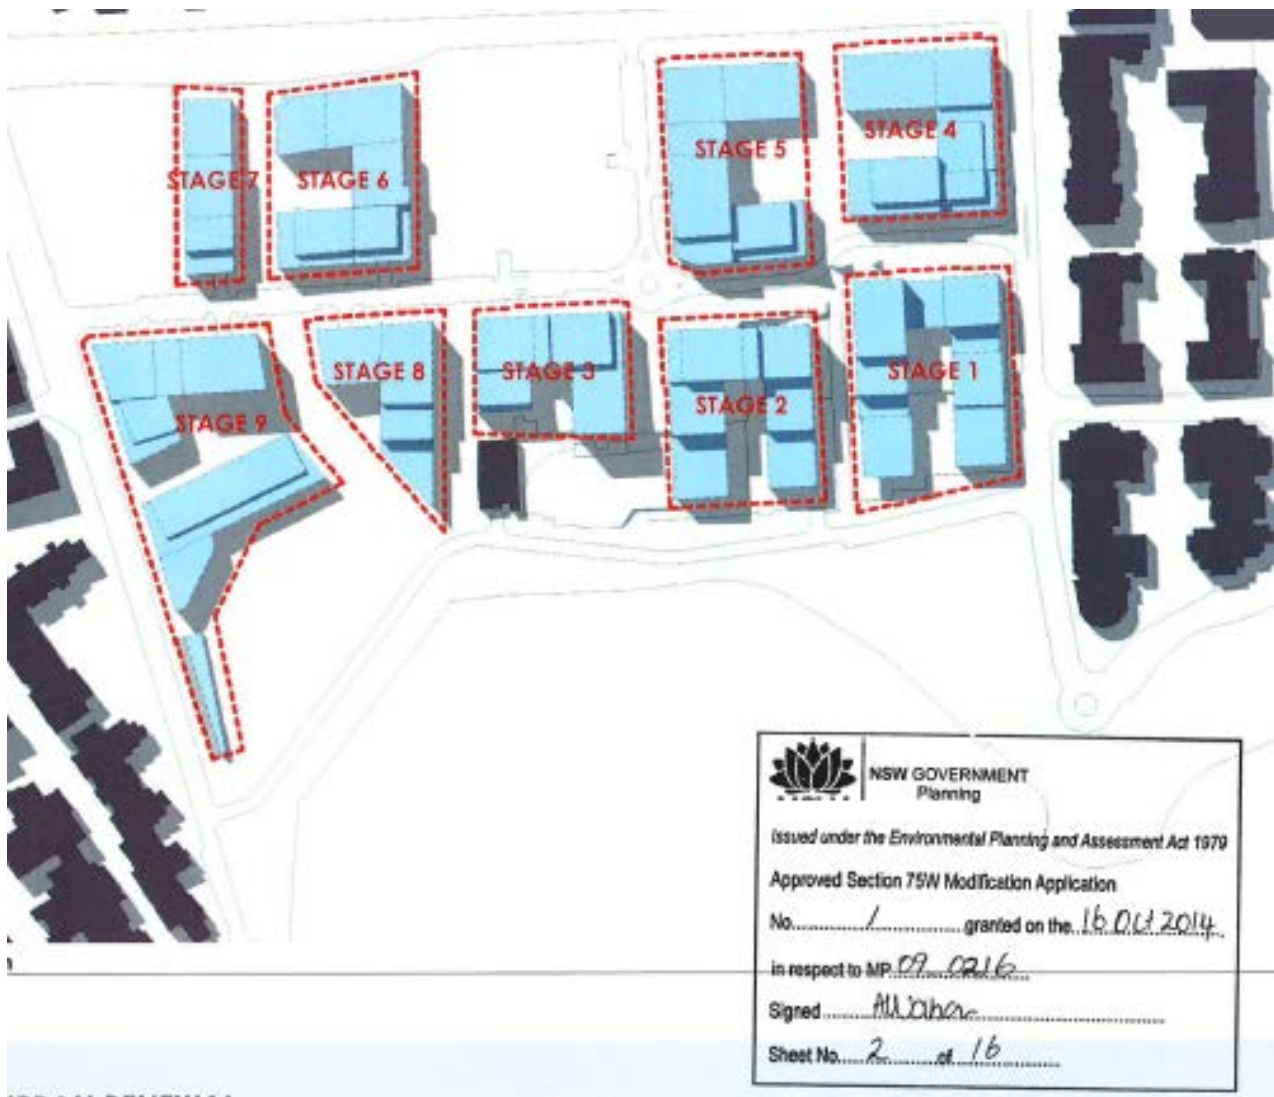 STAGE 4
STAGE 5
STAGE 7
STAGE 6
STAGE 8
STAGE 3
STAGE 1
STAGE 2
STAGE 9
NSW GOVERNMENT
Planning
Issued under the Environmental Planning and Assessment Act 1979
Approved Section 75W Modification Application
No. 1 granted on the 16 Oct 2014
in respect to MP 09_0216
Signed
Sheet No. 2 of 16